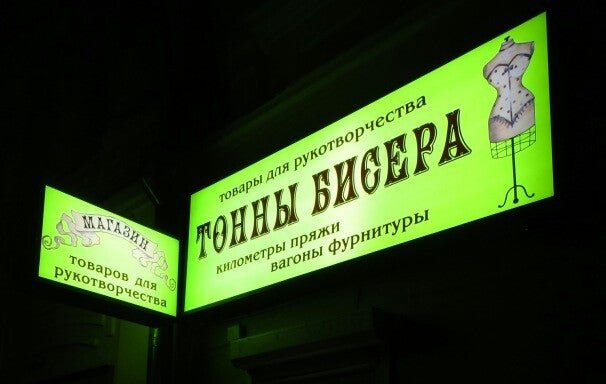 МАГАЗИН
товаров для
рукотворчества
товары для рукотворчества
ТОННЫ БИСЕРА
километры пряжи
вагоны фурнитуры